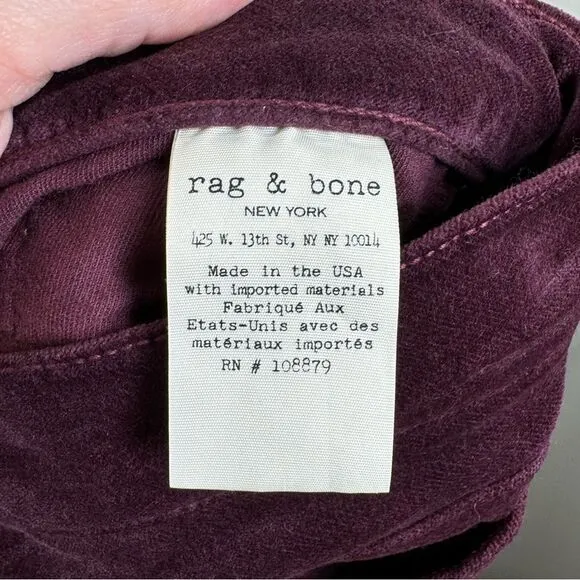 rag & bone
NEW YORK
425 W. 13th St, NY NY 10014
Made in the USA
with imported materials
Fabriqué Aux
Etats-Unis avec des
matériaux importés
RN # 108879